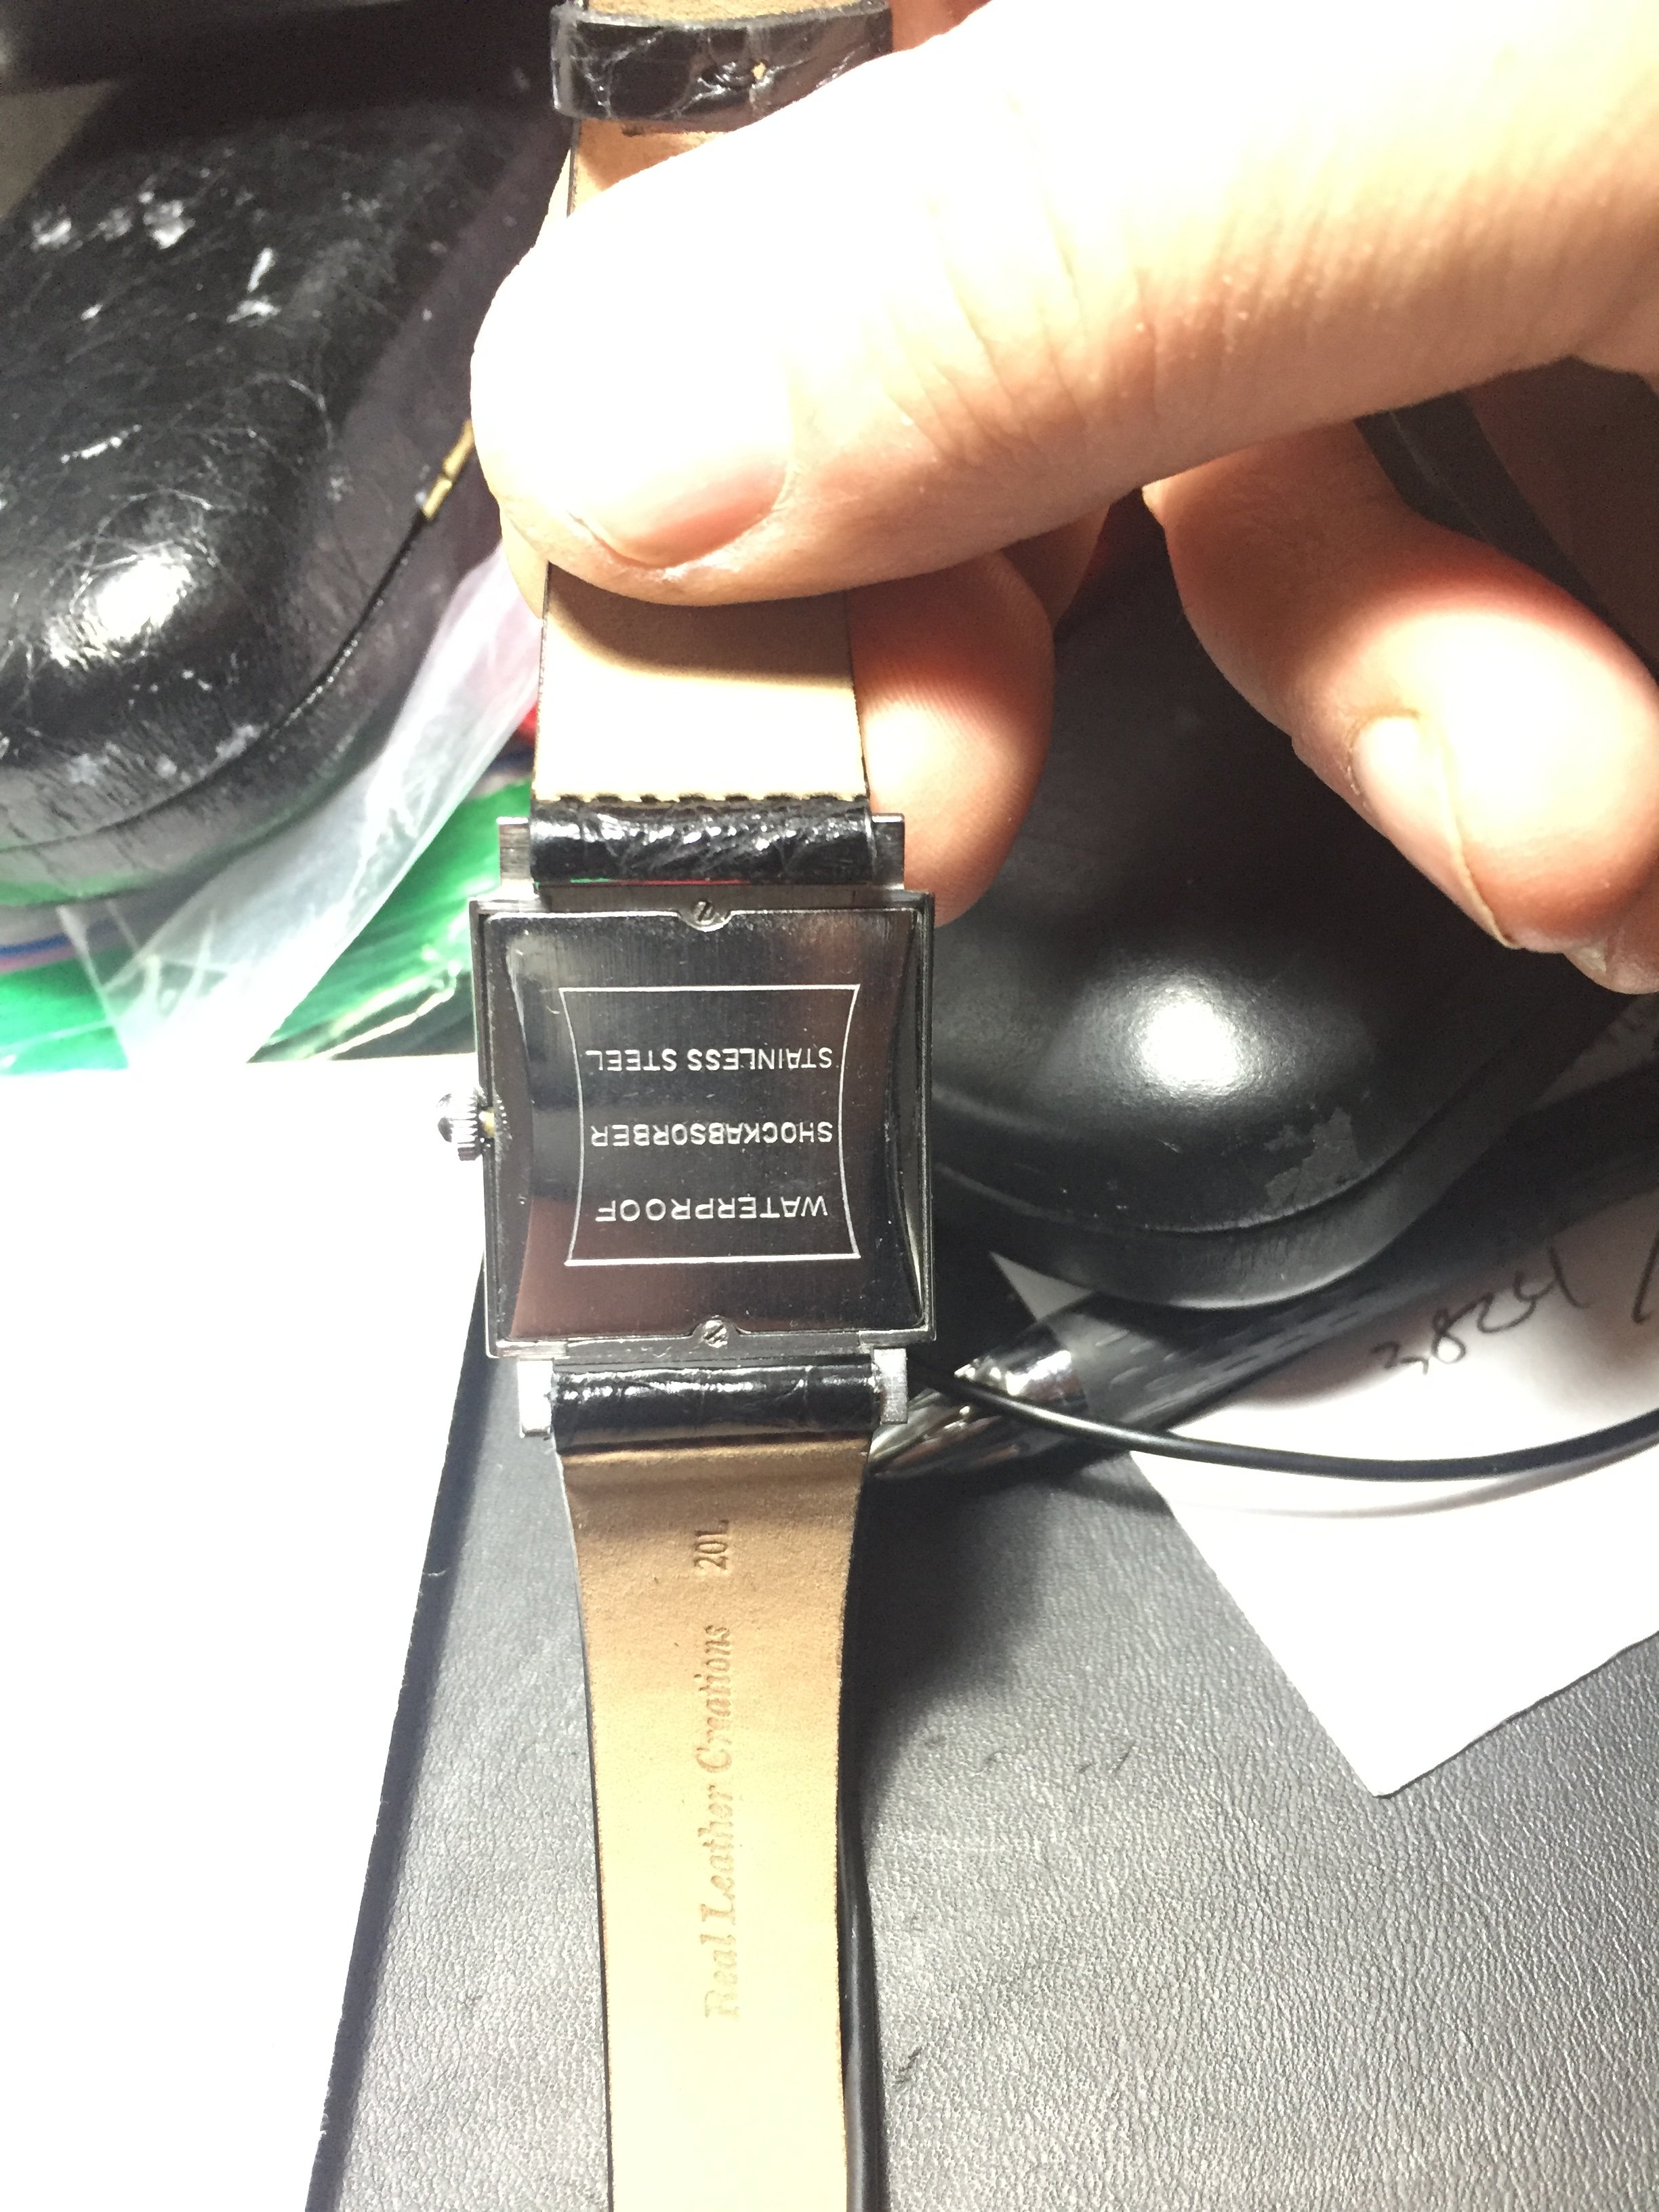 WATERPROOF
SHOCKABSORBER
STAINLESS STEEL
Real Leather Creations 20L